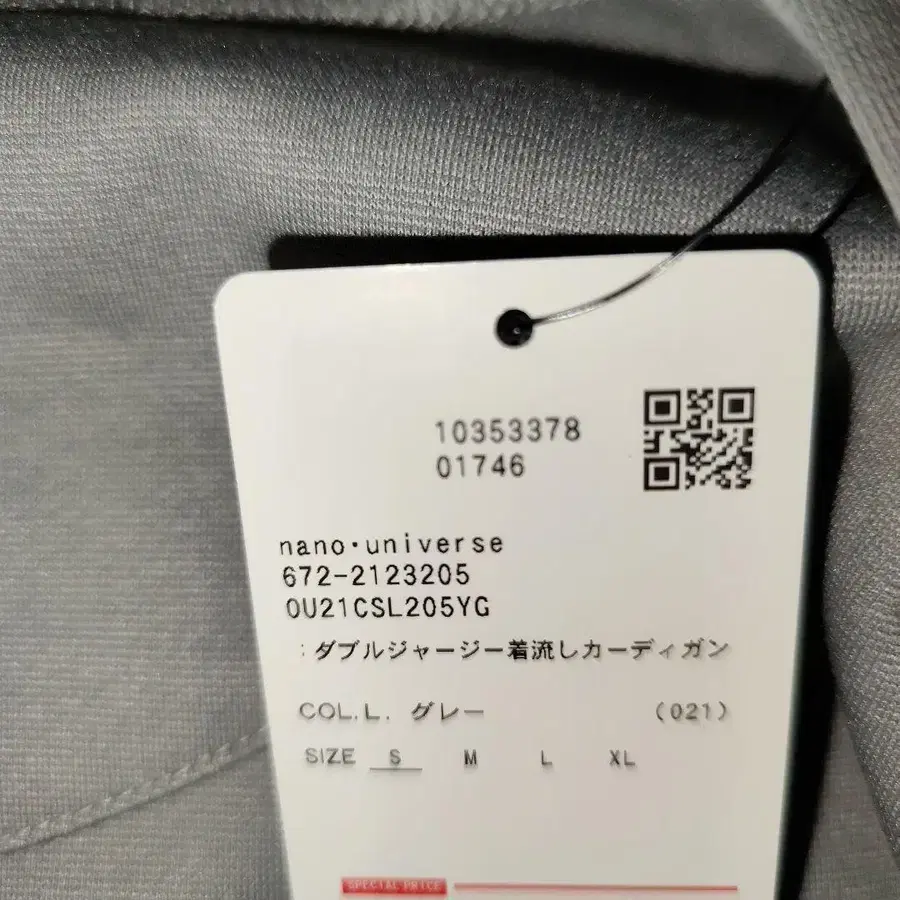 10353378
01746
nano・universe
672-2123205
OU21CSL205YG
:ダブルジャージー着流しカーディガン
COL.L. グレー (021)
SIZE S M L XL
SPECIAL PRICE